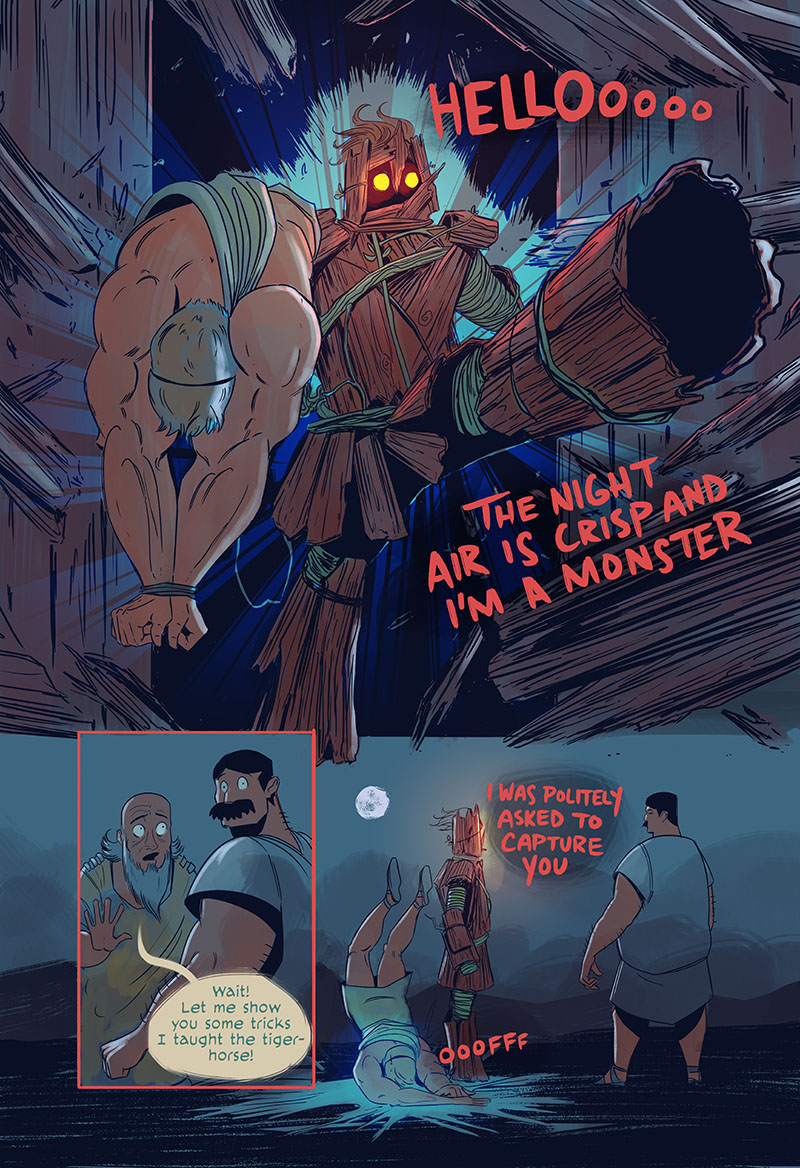 HELLOOOOOO
THE NIGHT
AIR IS CRISP AND
I'M A MONSTER
Wait!
Let me show
you some tricks
I taught the tiger-
horse!
I WAS POLITELY
ASKED TO
CAPTURE
YOU
OOOFFF